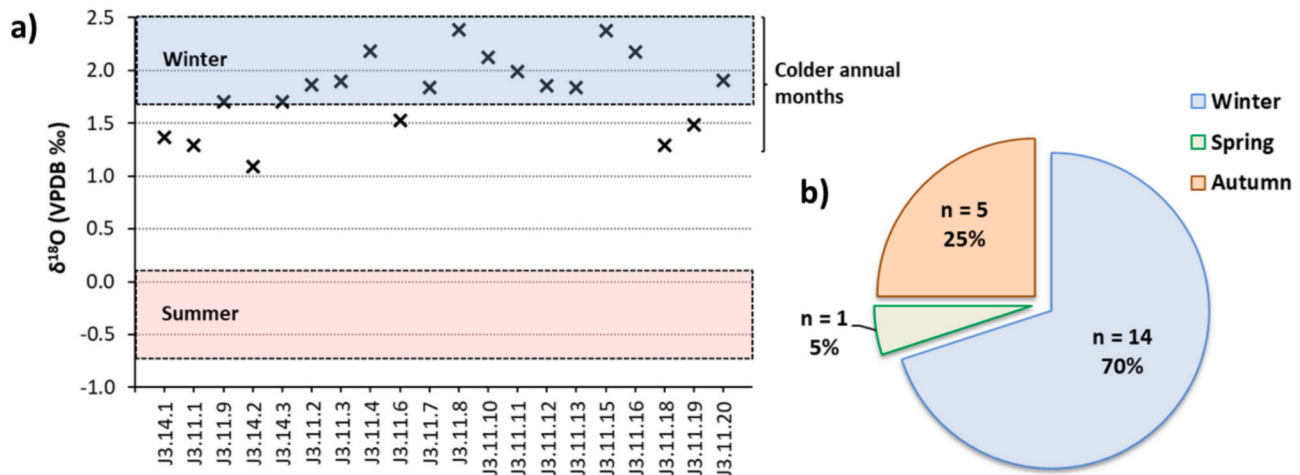 a)
δ¹⁸O (VPDB ‰)
2.5
2.0
1.5
1.0
0.5
0.0
-0.5
-1.0
Winter
Summer
Colder annual
months
J3.14.1
J3.11.1
J3.11.9
J3.14.2
J3.14.3
J3.11.2
J3.11.3
J3.11.4
J3.11.6
J3.11.7
J3.11.8
J3.11.10
J3.11.11
J3.11.12
J3.11.13
J3.11.15
J3.11.16
J3.11.18
J3.11.19
J3.11.20
b)
Winter
Spring
Autumn
n = 5
25%
n = 1
5%
n = 14
70%